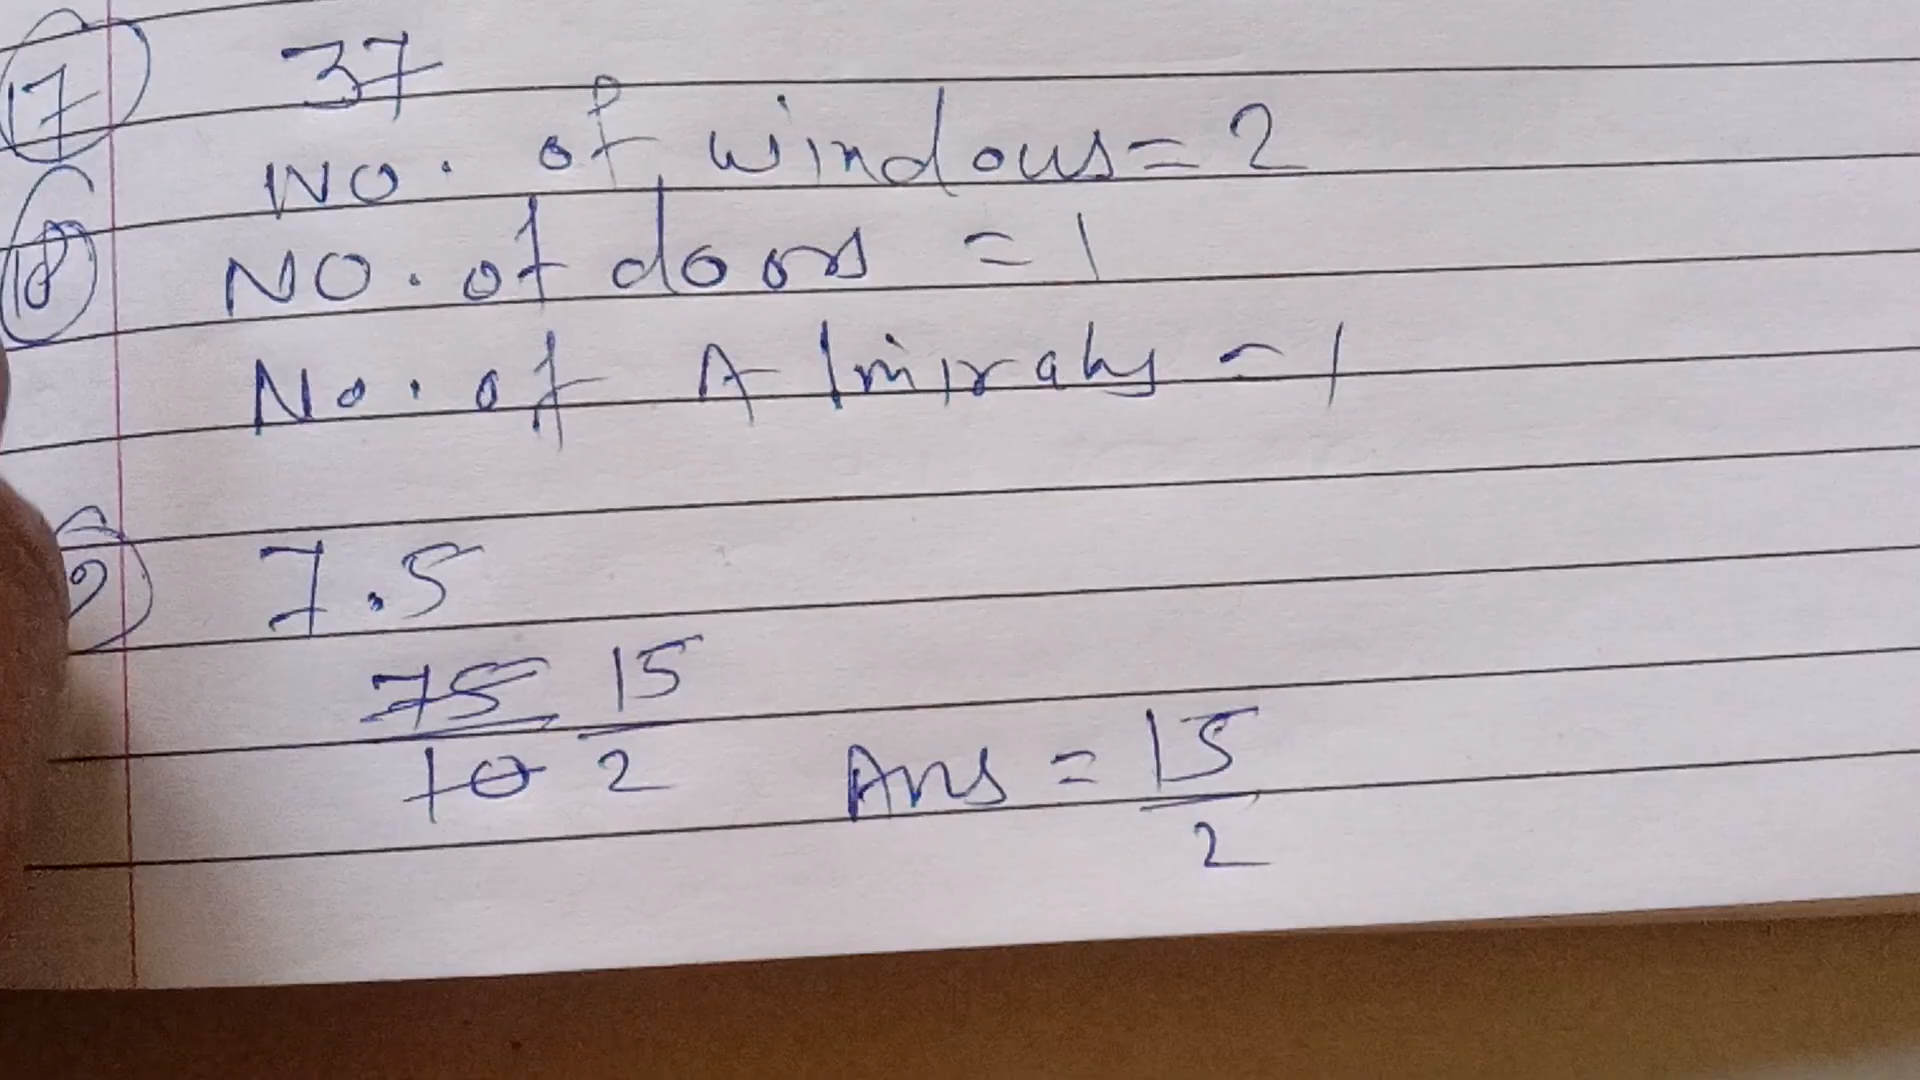 17 37
No. of windows = 2
18 No. of doors = 1
No. of Almirahs = 1
9 7.5
75 15
10 2 Ans = 15
2